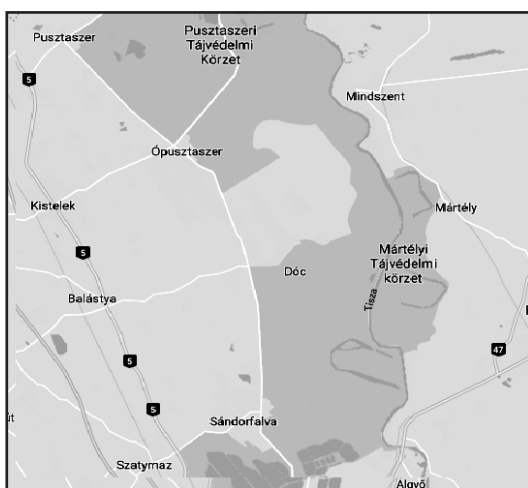 Pusztaszer
Pusztaszeri
Tájvédelmi
Körzet
5
Mindszent
Ópusztaszer
Kistelek
Mártély
5
Mártélyi
Tájvédelmi
körzet
Dóc
Balástya
Tisza
47
5
5
Sándorfalva
Szatymaz
Algyő